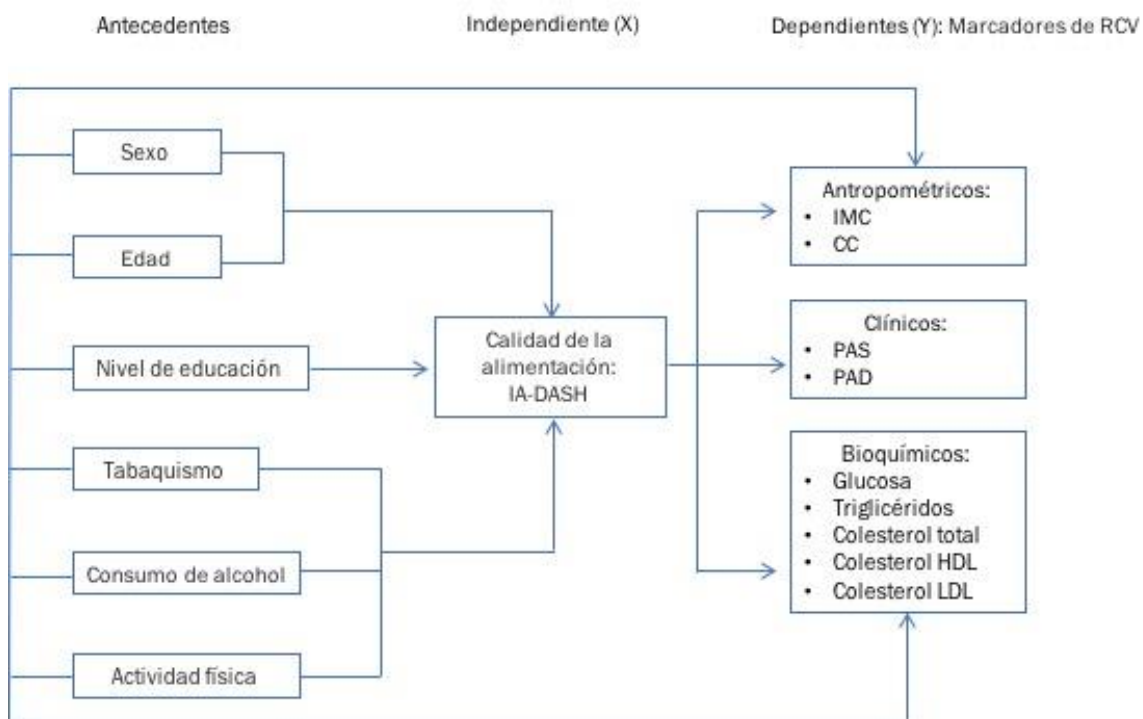 Antecedentes
Independiente (X)
Dependientes (Y): Marcadores de RCV
Sexo
Edad
Nivel de educación
Tabaquismo
Consumo de alcohol
Actividad física
Calidad de la
alimentación:
IA-DASH
Antropométricos:
• IMC
• CC
Clínicos:
• PAS
• PAD
Bioquímicos:
• Glucosa
• Triglicéridos
• Colesterol total
• Colesterol HDL
• Colesterol LDL